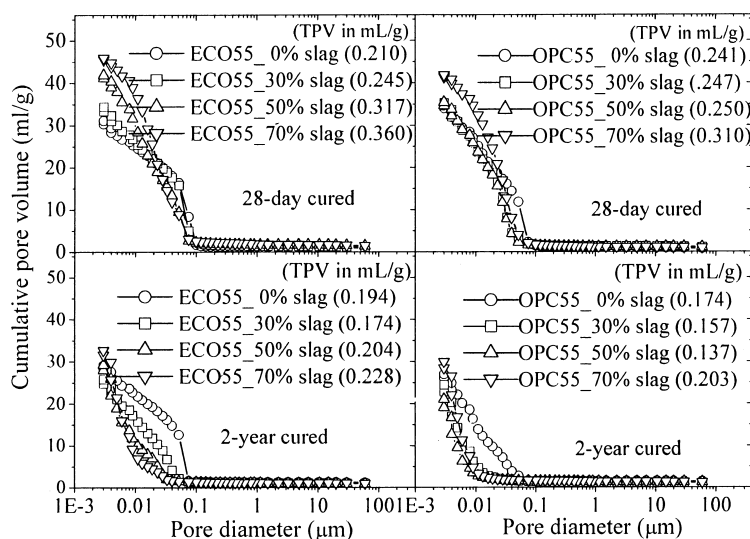 Cumulative pore volume (ml/g)
(TPV in mL/g)
ECO55_ 0% slag (0.210)
ECO55_30% slag (0.245)
ECO55_50% slag (0.317)
ECO55_70% slag (0.360)
28-day cured
50
40
30
20
10
0
(TPV in mL/g)
OPC55_ 0% slag (0.241)
OPC55_30% slag (.247)
OPC55_50% slag (0.250)
OPC55_70% slag (0.310)
28-day cured
(TPV in mL/g)
ECO55_ 0% slag (0.194)
ECO55_30% slag (0.174)
ECO55_50% slag (0.204)
ECO55_70% slag (0.228)
2-year cured
50
40
30
20
10
0
1E-3 0.01 0.1 1 10 100
Pore diameter (μm)
(TPV in mL/g)
OPC55_ 0% slag (0.174)
OPC55_30% slag (0.157)
OPC55_50% slag (0.137)
OPC55_70% slag (0.203)
2-year cured
1E-3 0.01 0.1 1 10 100
Pore diameter (μm)